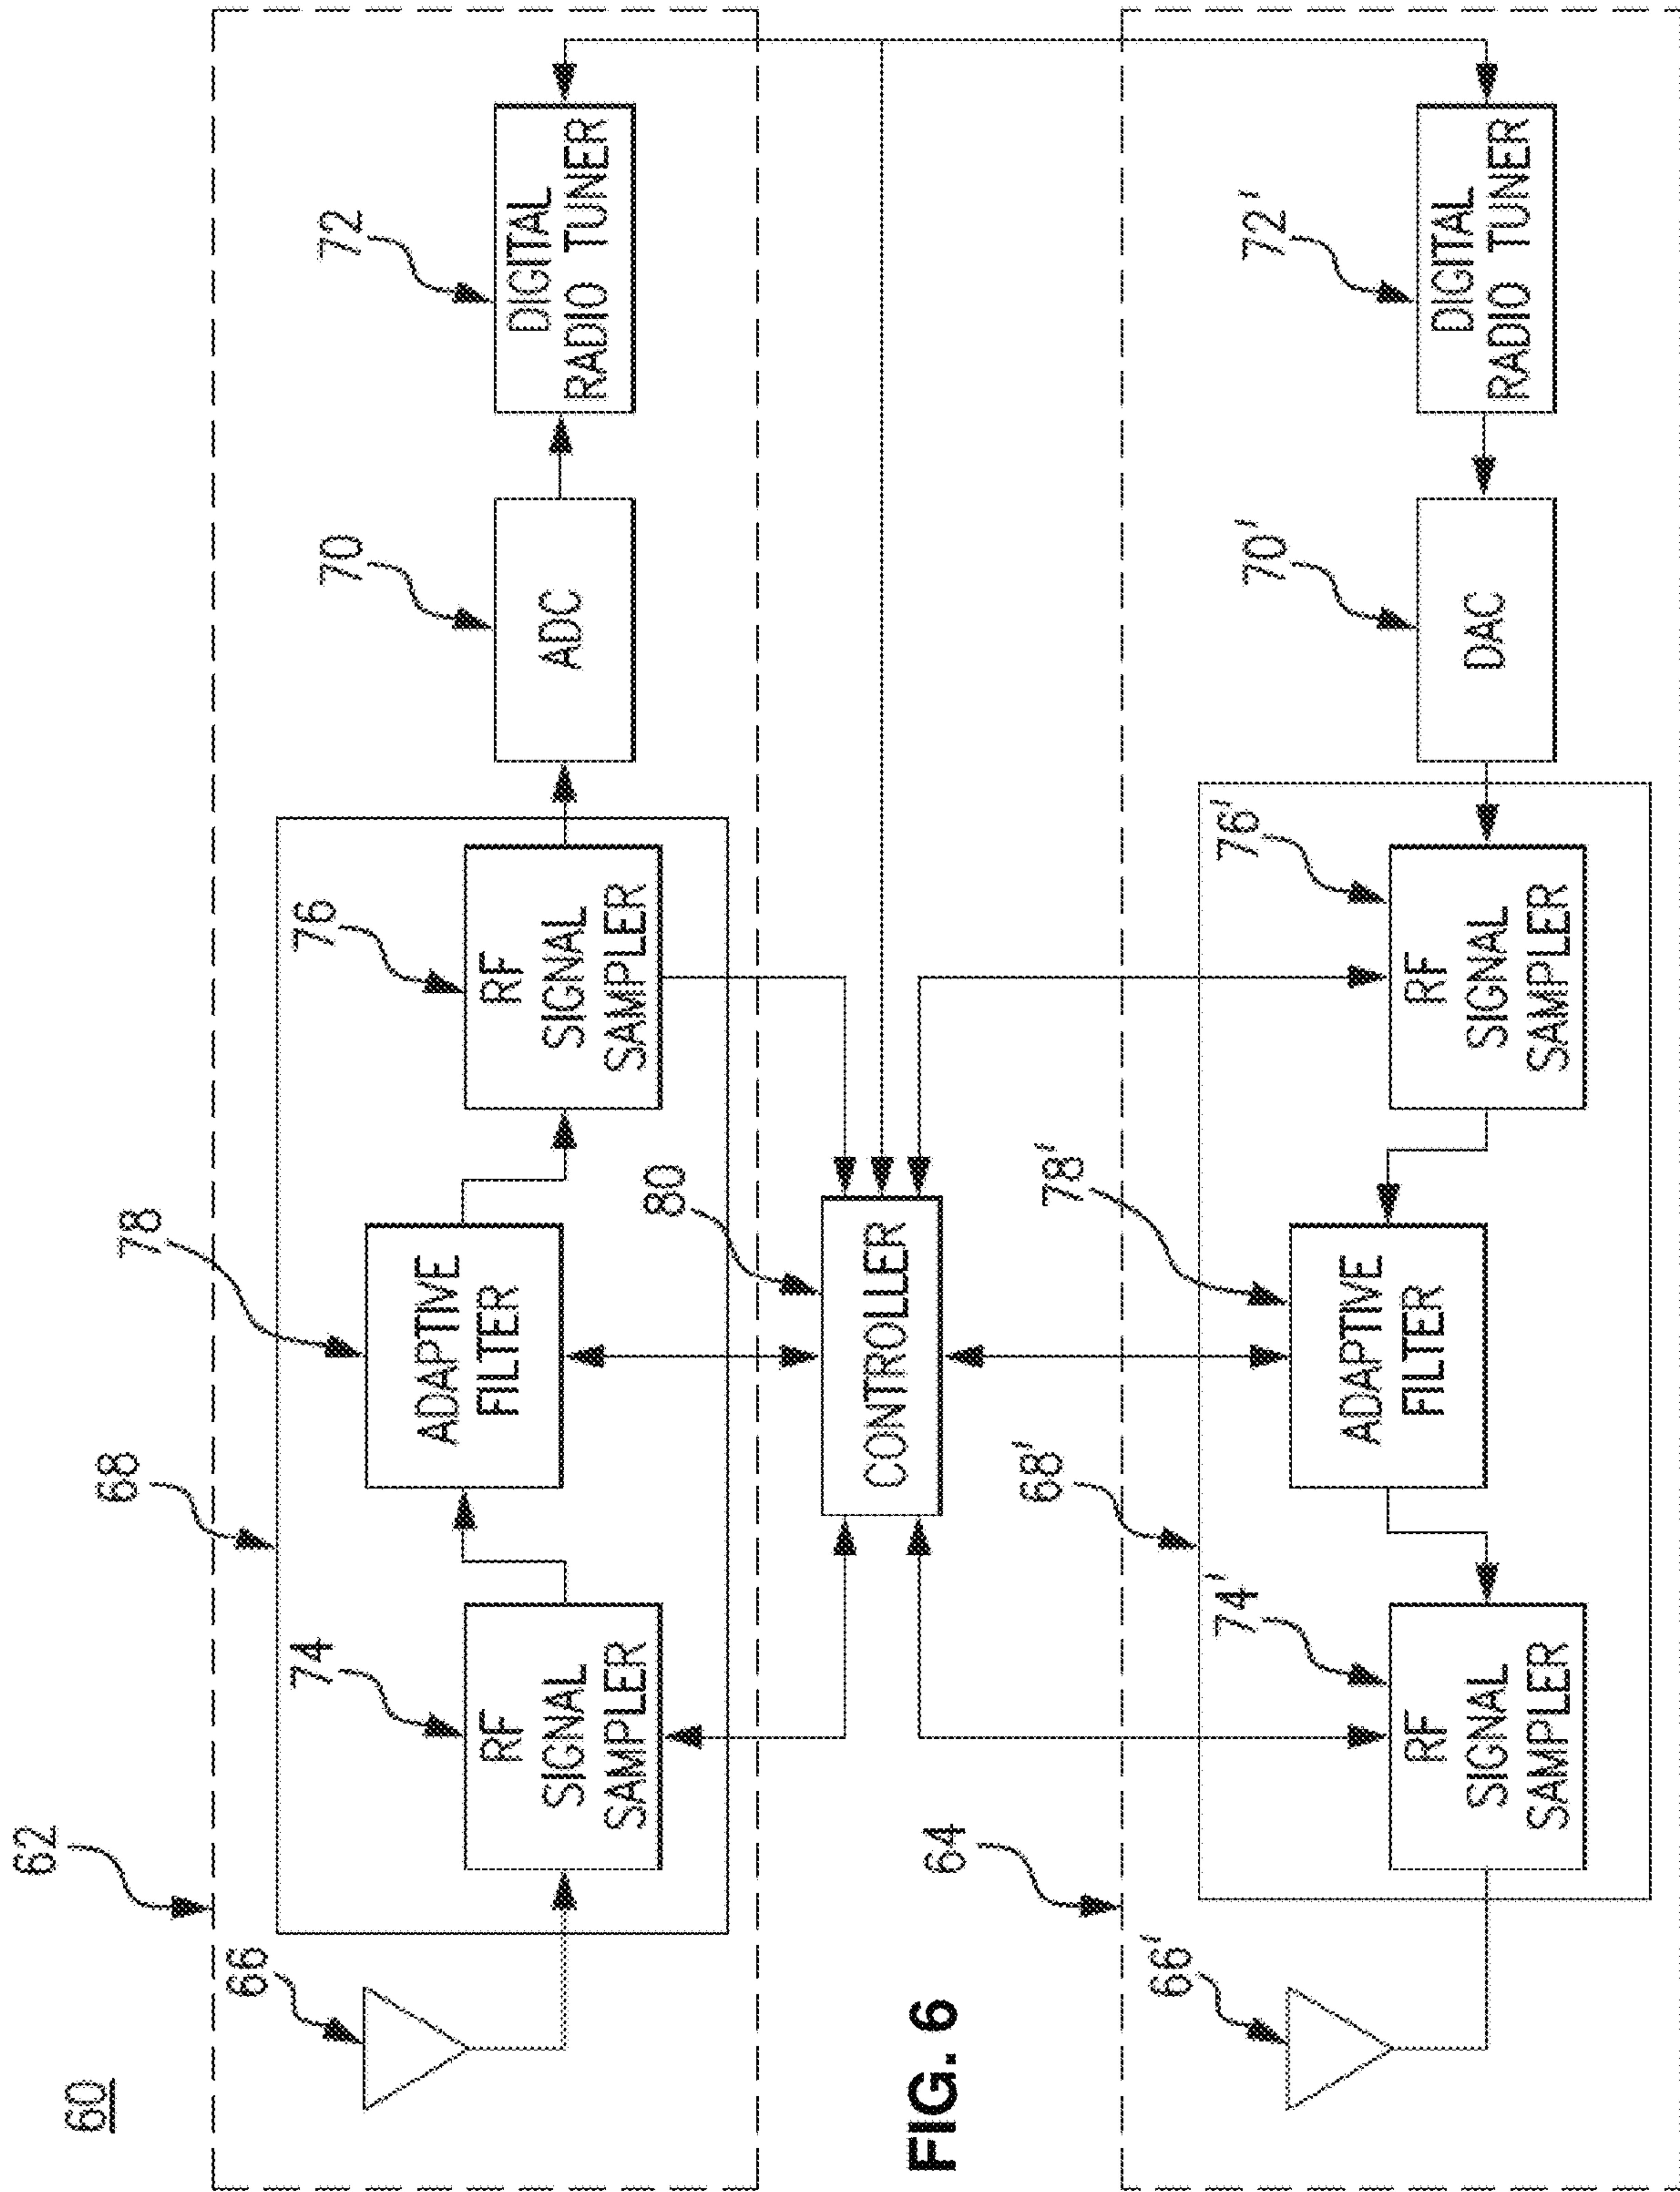 60
62
66
68
74
RF
SIGNAL
SAMPLER
78
ADAPTIVE
FILTER
76
RF
SIGNAL
SAMPLER
70
ADC
72
DIGITAL
RADIO TUNER
80
CONTROLLER
FIG. 6
64
66'
68'
74'
RF
SIGNAL
SAMPLER
78'
ADAPTIVE
FILTER
76'
RF
SIGNAL
SAMPLER
70'
DAC
72'
DIGITAL
RADIO TUNER